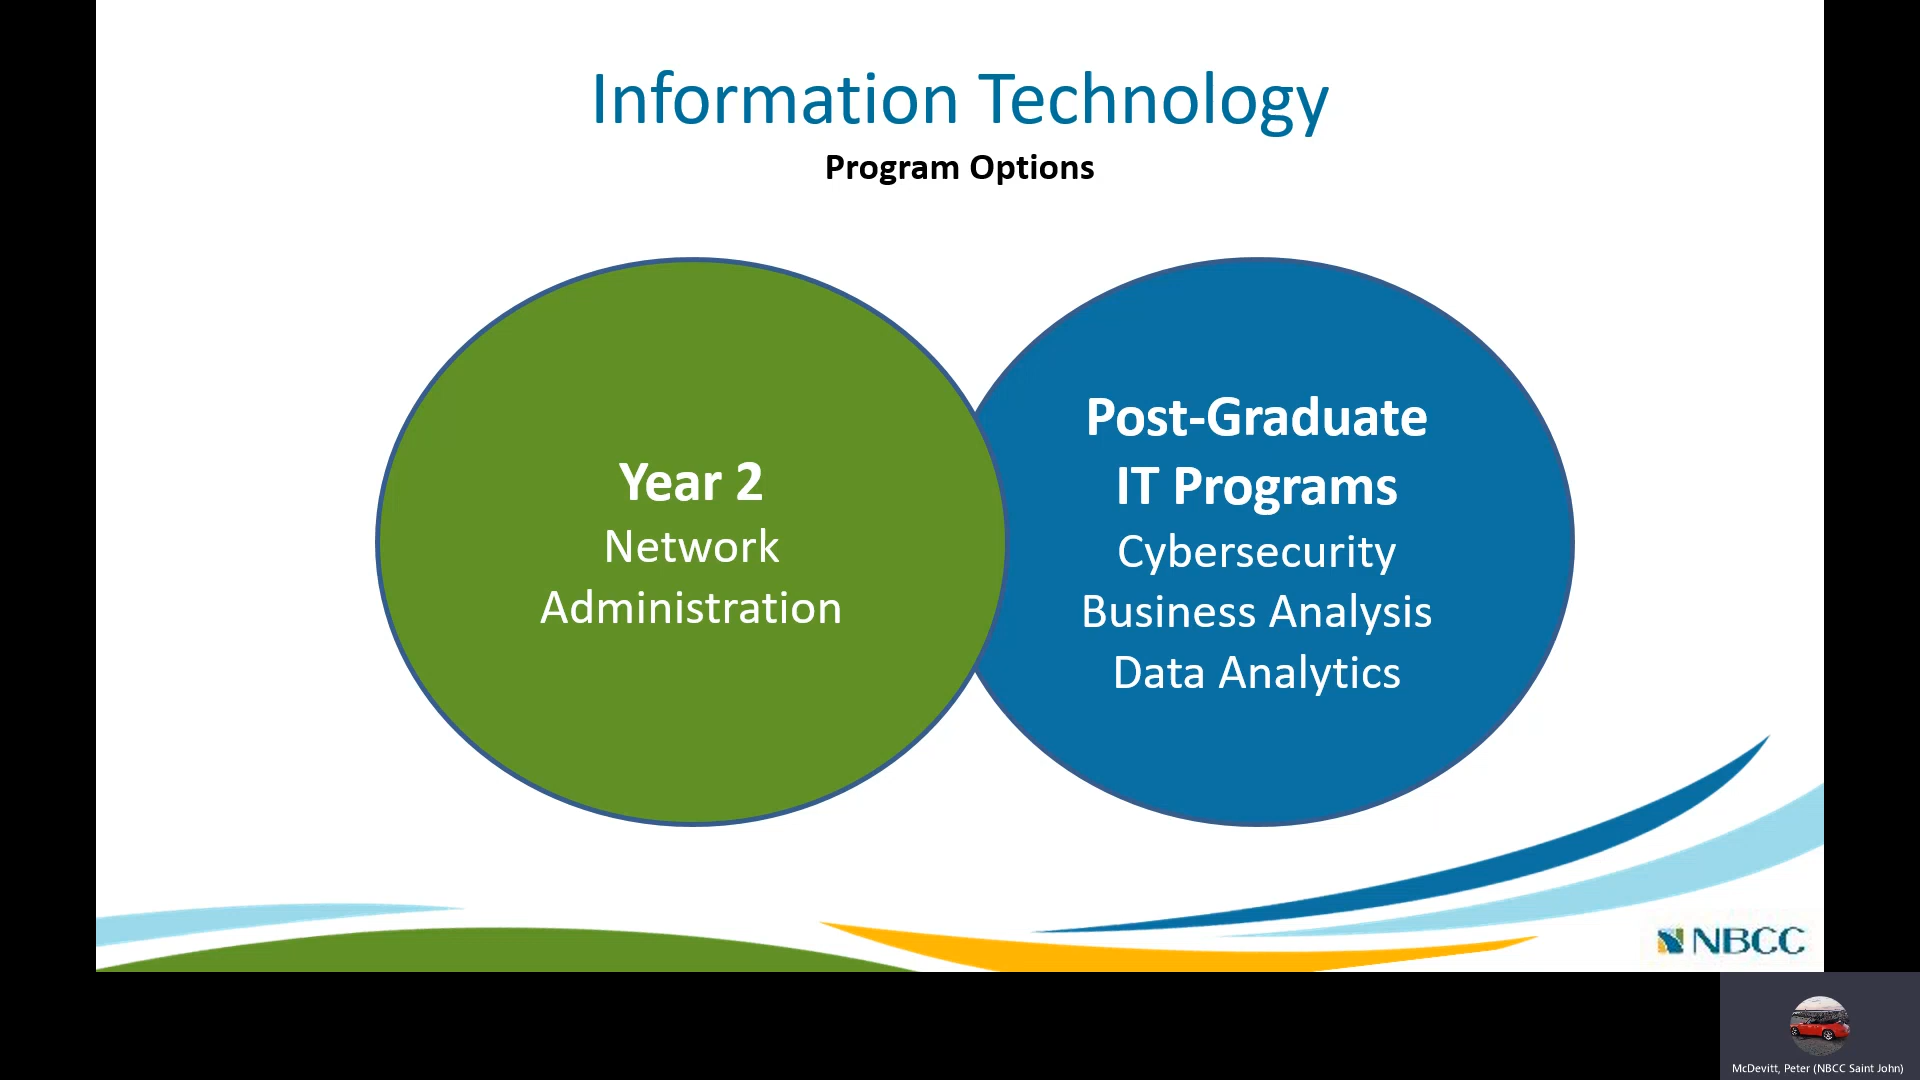 Information Technology
Program Options
Year 2
Network
Administration
Post-Graduate
IT Programs
Cybersecurity
Business Analysis
Data Analytics
NBCC
McDevitt, Peter (NBCC Saint John)